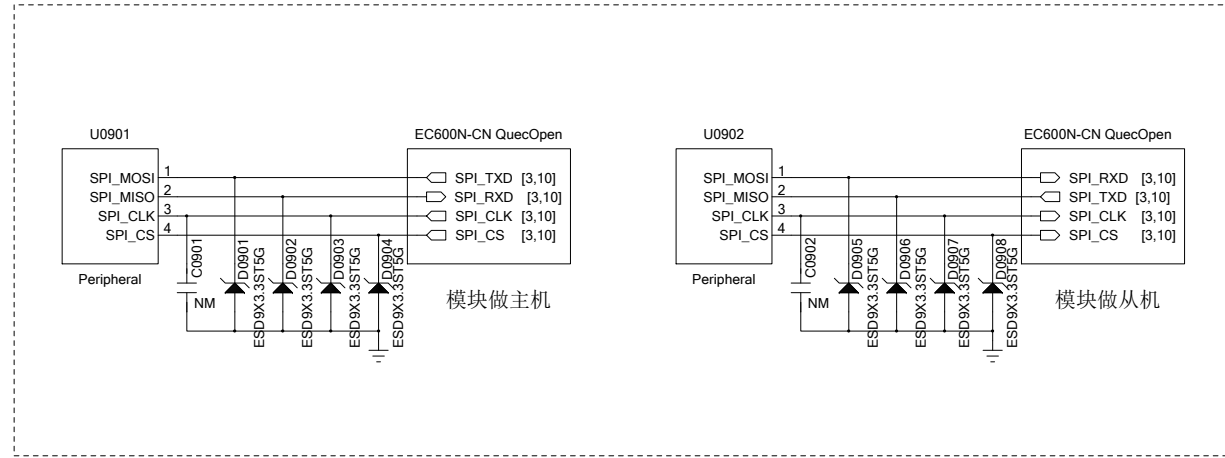 U0901
EC600N-CN QuecOpen
SPI_MOSI 1 SPI_TXD [3,10]
SPI_MISO 2 SPI_RXD [3,10]
SPI_CLK 3 SPI_CLK [3,10]
SPI_CS 4 SPI_CS [3,10]
Peripheral
C0901
NM
D0901
ESD9X3.3ST5G
D0902
ESD9X3.3ST5G
D0903
ESD9X3.3ST5G
D0904
ESD9X3.3ST5G
模块做主机
U0902
EC600N-CN QuecOpen
SPI_MOSI 1 SPI_RXD [3,10]
SPI_MISO 2 SPI_TXD [3,10]
SPI_CLK 3 SPI_CLK [3,10]
SPI_CS 4 SPI_CS [3,10]
Peripheral
C0902
NM
D0905
ESD9X3.3ST5G
D0906
ESD9X3.3ST5G
D0907
ESD9X3.3ST5G
D0908
ESD9X3.3ST5G
模块做从机